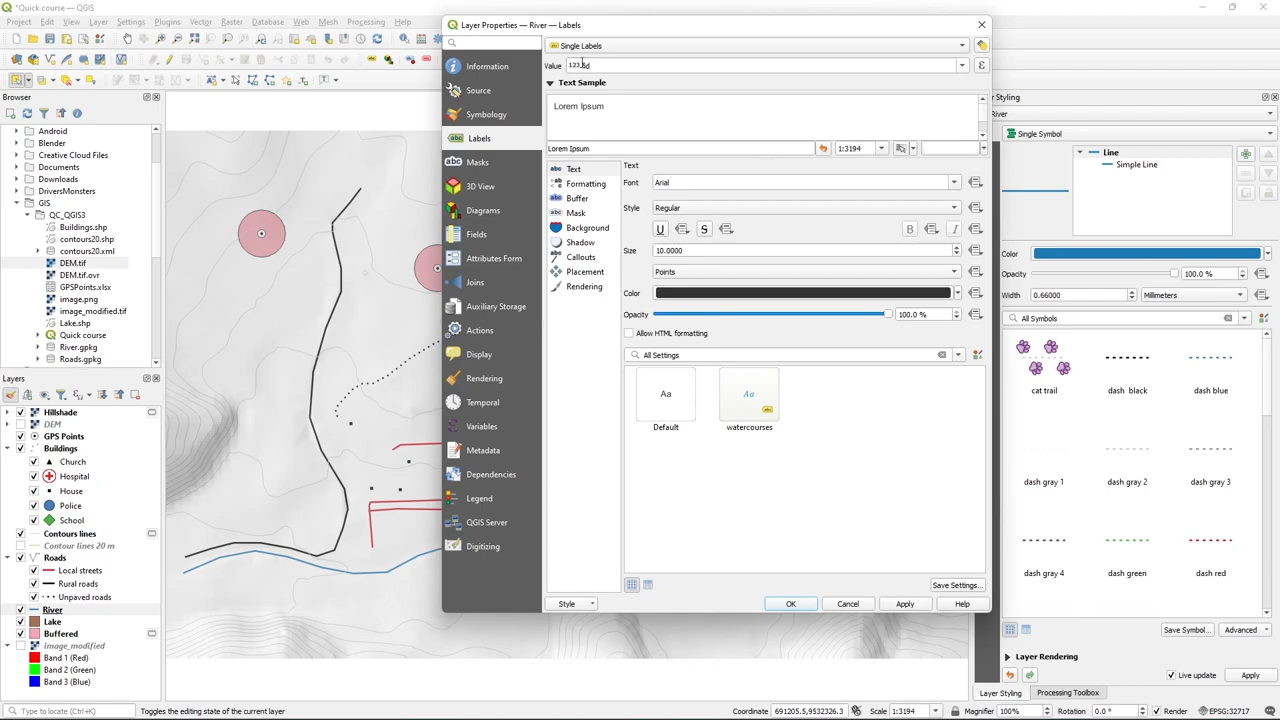 *Quick course — QGIS
Project Edit View Layer Settings Plugins Vector Raster Database Web Mesh Processing Help
Browser
Android
Blender
Creative Cloud Files
Documents
Downloads
DriversMonsters
GIS
QC_QGIS3
Buildings.shp
contours20.shp
contours20.xml
DEM.tif
DEM.tif.ovr
GPSPoints.xlsx
image.png
image_modified.tif
Lake.shp
Quick course
River.gpkg
Roads.gpkg
Layers
Hillshade
DEM
GPS Points
Buildings
Church
Hospital
House
Police
School
Contours lines
Contour lines 20 m
Roads
Local streets
Rural roads
Unpaved roads
River
Lake
Buffered
image_modified
Band 1 (Red)
Band 2 (Green)
Band 3 (Blue)
Layer Properties — River — Labels
Information
Source
Symbology
abc Labels
abc Masks
3D View
Diagrams
Fields
Attributes Form
Joins
Auxiliary Storage
Actions
Display
Rendering
Temporal
Variables
Metadata
Dependencies
Legend
QGIS Server
Digitizing
Single Labels
Value 123
Text Sample
Lorem Ipsum
Lorem Ipsum 1:3194
Text
Formatting
Buffer
Mask
Background
Shadow
Callouts
Placement
Rendering
Text
Font Arial
Style Regular
U S B I
Size 10.0000
Points
Color
Opacity 100.0 %
Allow HTML formatting
All Settings
Aa Aa
Default watercourses
Save Settings...
Style OK Cancel Apply Help
Styling
River
Single Symbol
Line
Simple Line
Color
Opacity 100.0 %
Width 0.66000 Millimeters
All Symbols
cat trail dash black dash blue
dash gray 1 dash gray 2 dash gray 3
dash gray 4 dash green dash red
Save Symbol... Advanced
Layer Rendering
Live update Apply
Layer Styling Processing Toolbox
Type to locate (Ctrl+K) Toggles the editing state of the current layer Coordinate 691205.5,9532326.3 Scale 1:3194 Magnifier 100% Rotation 0.0 ° Render EPSG:32717